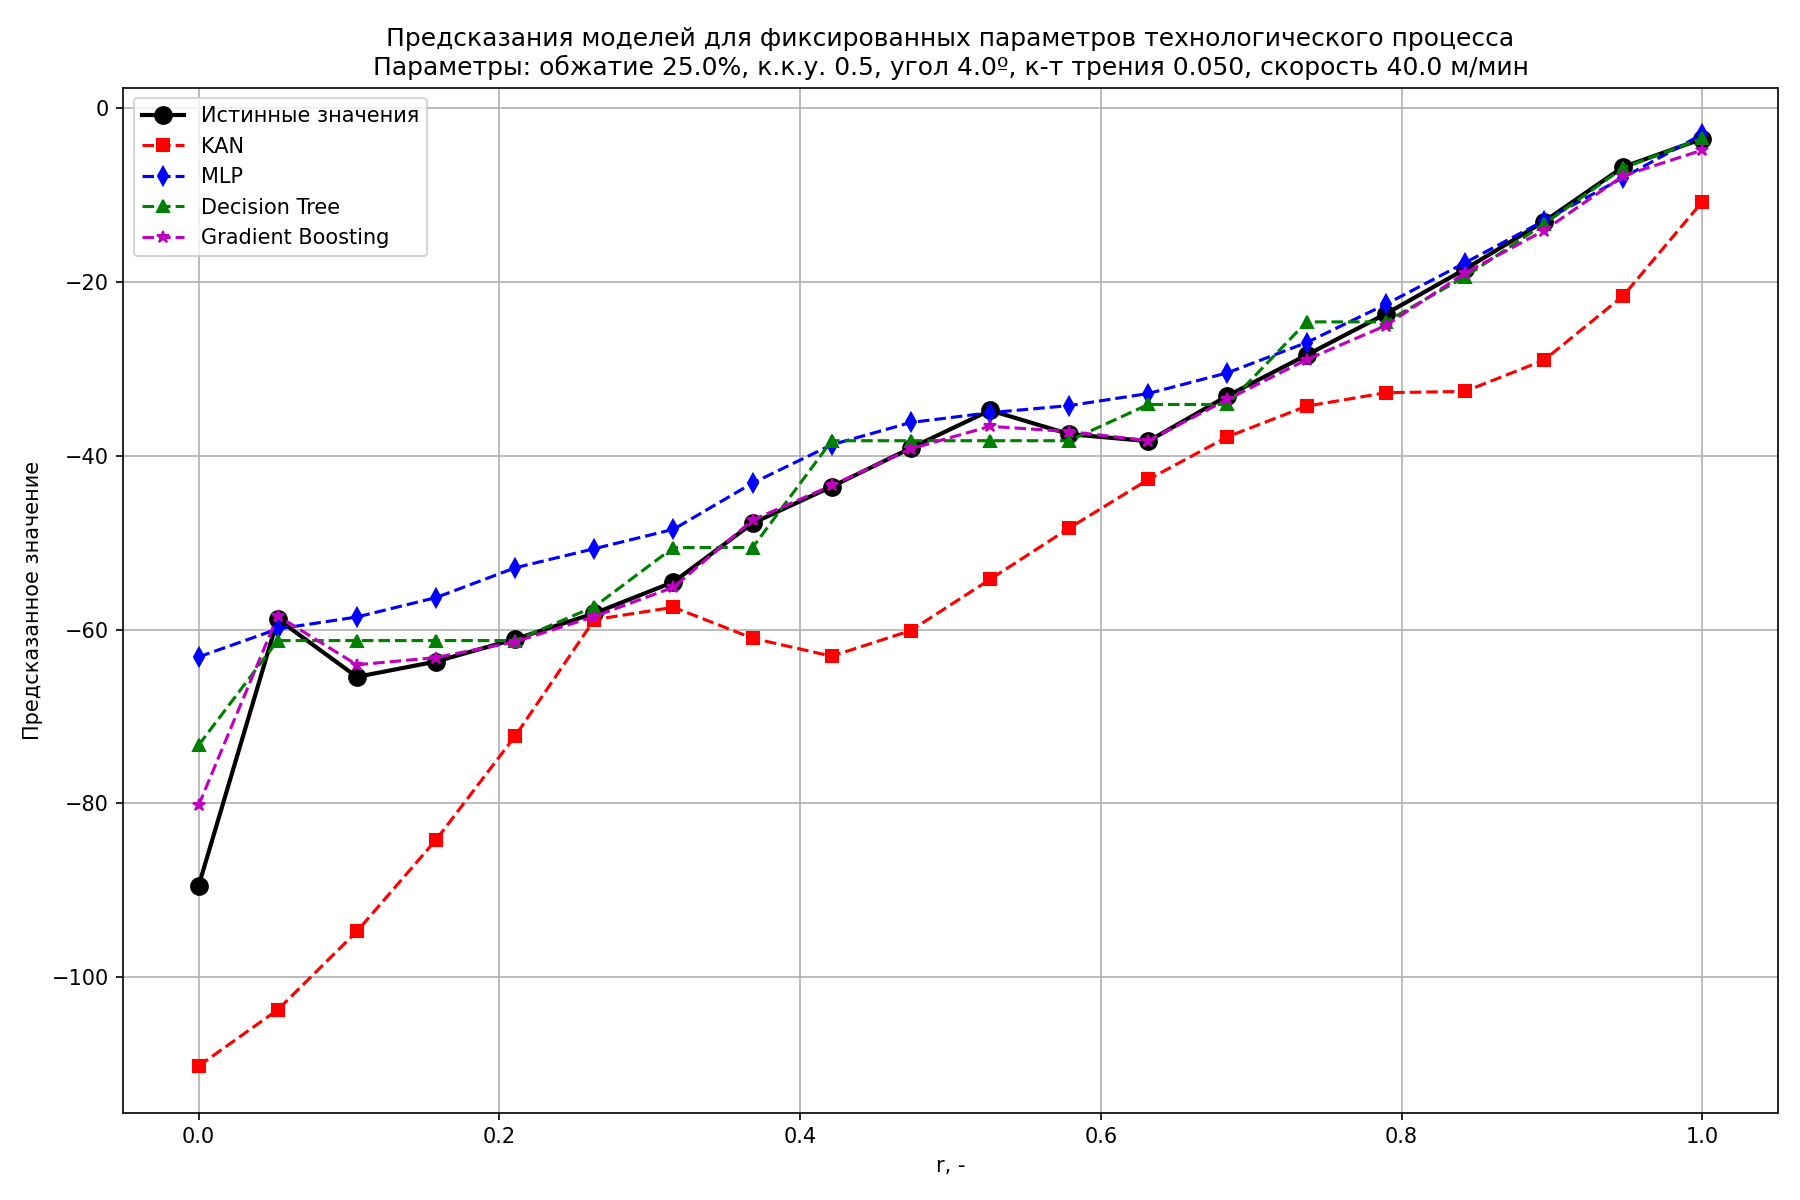 Предсказания моделей для фиксированных параметров технологического процесса
Параметры: обжатие 25.0%, к.к.у. 0.5, угол 4.0º, к-т трения 0.050, скорость 40.0 м/мин
Истинные значения
KAN
MLP
Decision Tree
Gradient Boosting
Предсказанное значение
0
−20
−40
−60
−80
−100
0.0
0.2
0.4
0.6
0.8
1.0
r, -